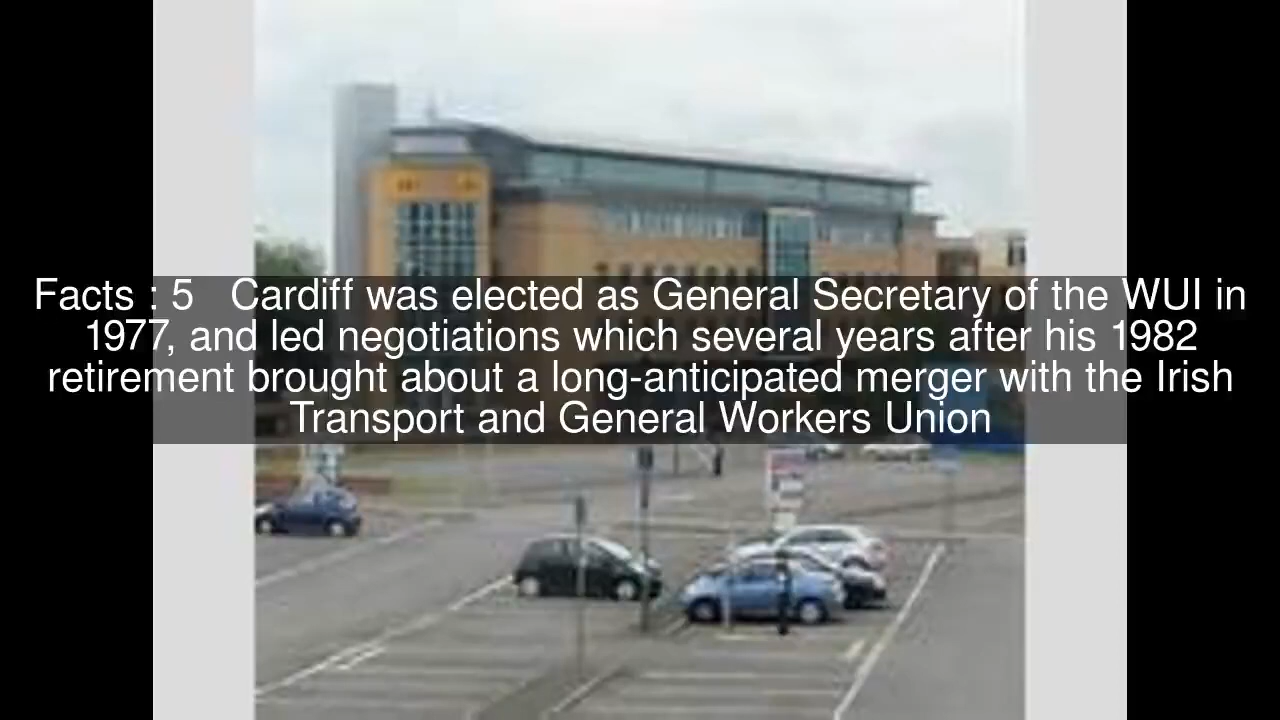 Facts : 5   Cardiff was elected as General Secretary of the WUI in
1977, and led negotiations which several years after his 1982
retirement brought about a long-anticipated merger with the Irish
Transport and General Workers Union